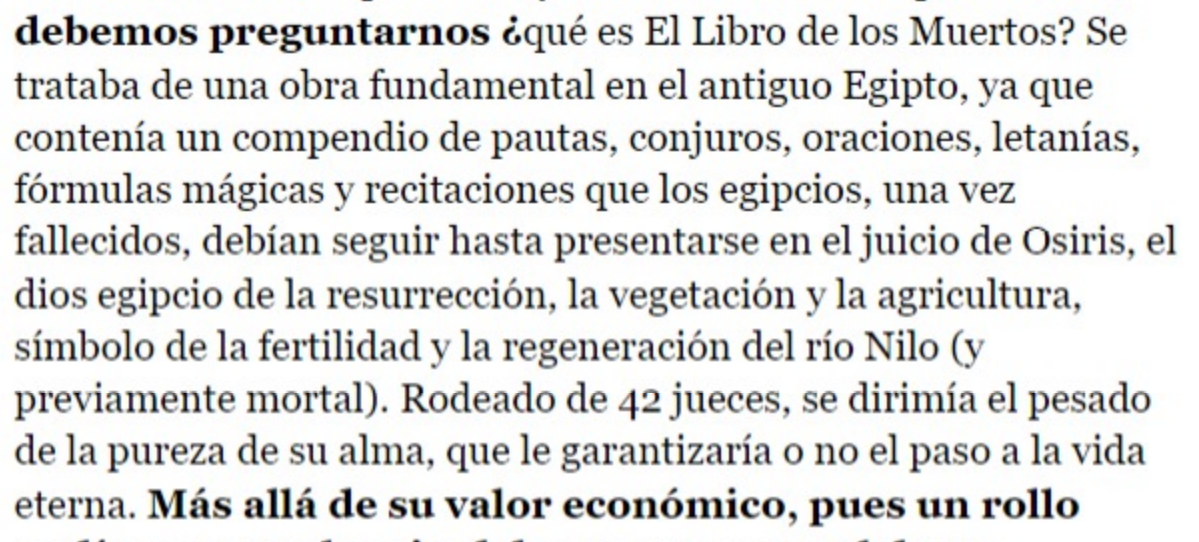 debemos preguntarnos ¿qué es El Libro de los Muertos? Se
trataba de una obra fundamental en el antiguo Egipto, ya que
contenía un compendio de pautas, conjuros, oraciones, letanías,
fórmulas mágicas y recitaciones que los egipcios, una vez
fallecidos, debían seguir hasta presentarse en el juicio de Osiris, el
dios egipcio de la resurrección, la vegetación y la agricultura,
símbolo de la fertilidad y la regeneración del río Nilo (y
previamente mortal). Rodeado de 42 jueces, se dirimía el pesado
de la pureza de su alma, que le garantizaría o no el paso a la vida
eterna. Más allá de su valor económico, pues un rollo